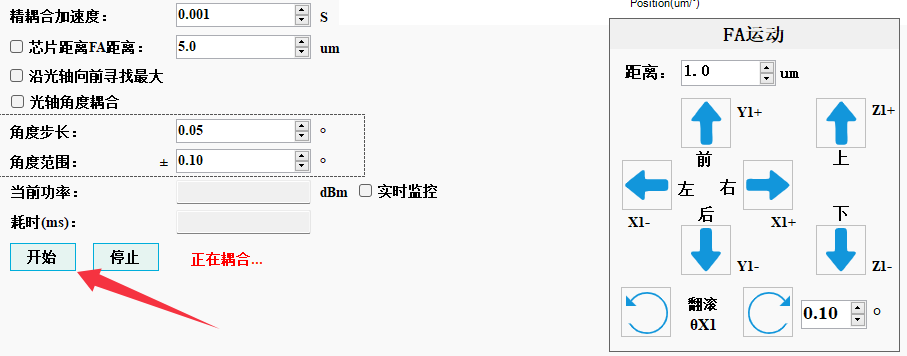 Position(um/°)
精耦合加速度: 0.001 S
芯片距离FA距离: 5.0 um
沿光轴向前寻找最大
光轴角度耦合
角度步长: 0.05 °
角度范围: ± 0.10 °
当前功率: dBm 实时监控
耗时(ms):
开始 停止 正在耦合...
FA运动
距离: 1.0 um
Y1+ Z1+
前 上
左 右
X1- 后 X1+ 下
Y1- Z1-
翻滚
θX1 0.10 °